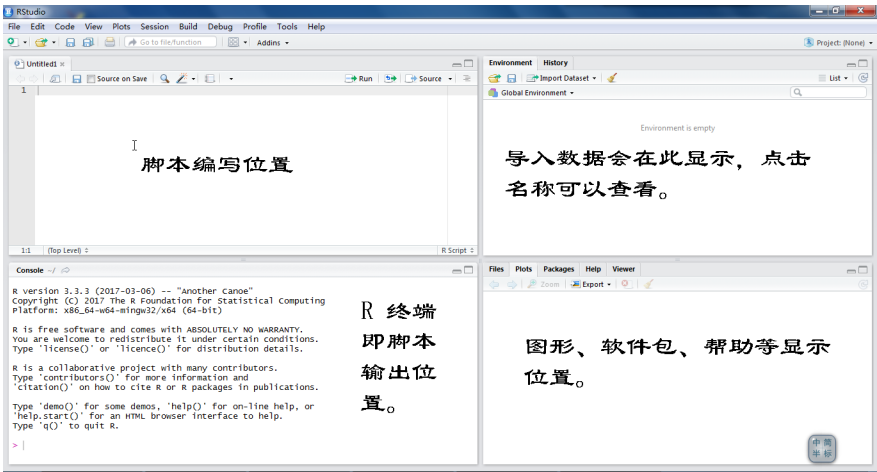 RStudio
File Edit Code View Plots Session Build Debug Profile Tools Help
Go to file/function Addins Project: (None)
Untitled1
Source on Save Run Source
1
脚本编写位置
1:1 (Top Level) R Script
Environment History
Import Dataset List
Global Environment
Environment is empty
导入数据会在此显示，点击
名称可以查看。
Console ~/
R version 3.3.3 (2017-03-06) -- "Another Canoe"
Copyright (C) 2017 The R Foundation for Statistical Computing
Platform: x86_64-w64-mingw32/x64 (64-bit)
R is free software and comes with ABSOLUTELY NO WARRANTY.
You are welcome to redistribute it under certain conditions.
Type 'license()' or 'licence()' for distribution details.
R is a collaborative project with many contributors.
Type 'contributors()' for more information and
'citation()' on how to cite R or R packages in publications.
Type 'demo()' for some demos, 'help()' for on-line help, or
'help.start()' for an HTML browser interface to help.
Type 'q()' to quit R.
>
R 终端
即脚本
输出位
置。
Files Plots Packages Help Viewer
Zoom Export
图形、软件包、帮助等显示
位置。
中 简
半 标